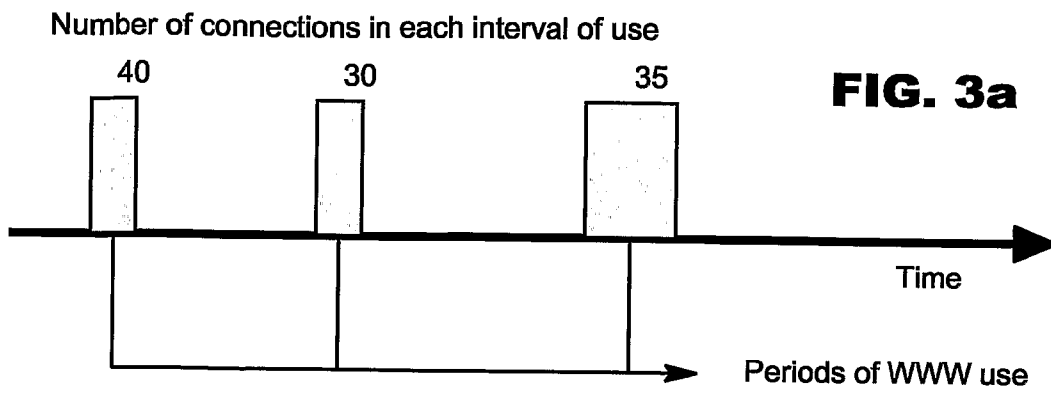 Number of connections in each interval of use
40
30
35
FIG. 3a
Time
Periods of WWW use